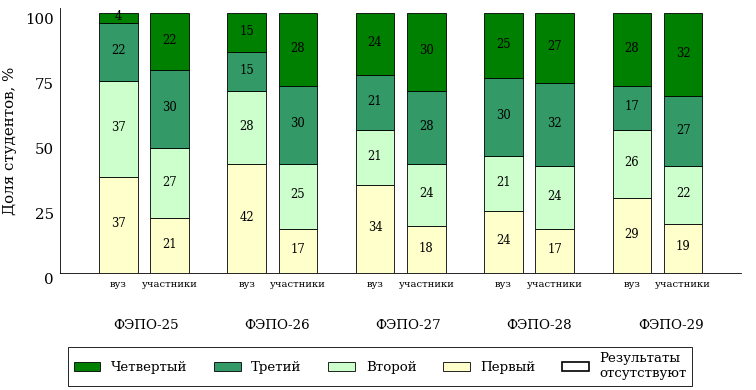 100
75
50
25
0
Доля студентов, %
4 22 37 37
22 30 27 21
15 15 28 42
28 30 25 17
24 21 21 34
30 28 24 18
25 30 21 24
27 32 24 17
28 17 26 29
32 27 22 19
вуз участники вуз участники вуз участники вуз участники вуз участники
ФЭПО-25 ФЭПО-26 ФЭПО-27 ФЭПО-28 ФЭПО-29
Четвертый Третий Второй Первый Результаты
отсутствуют